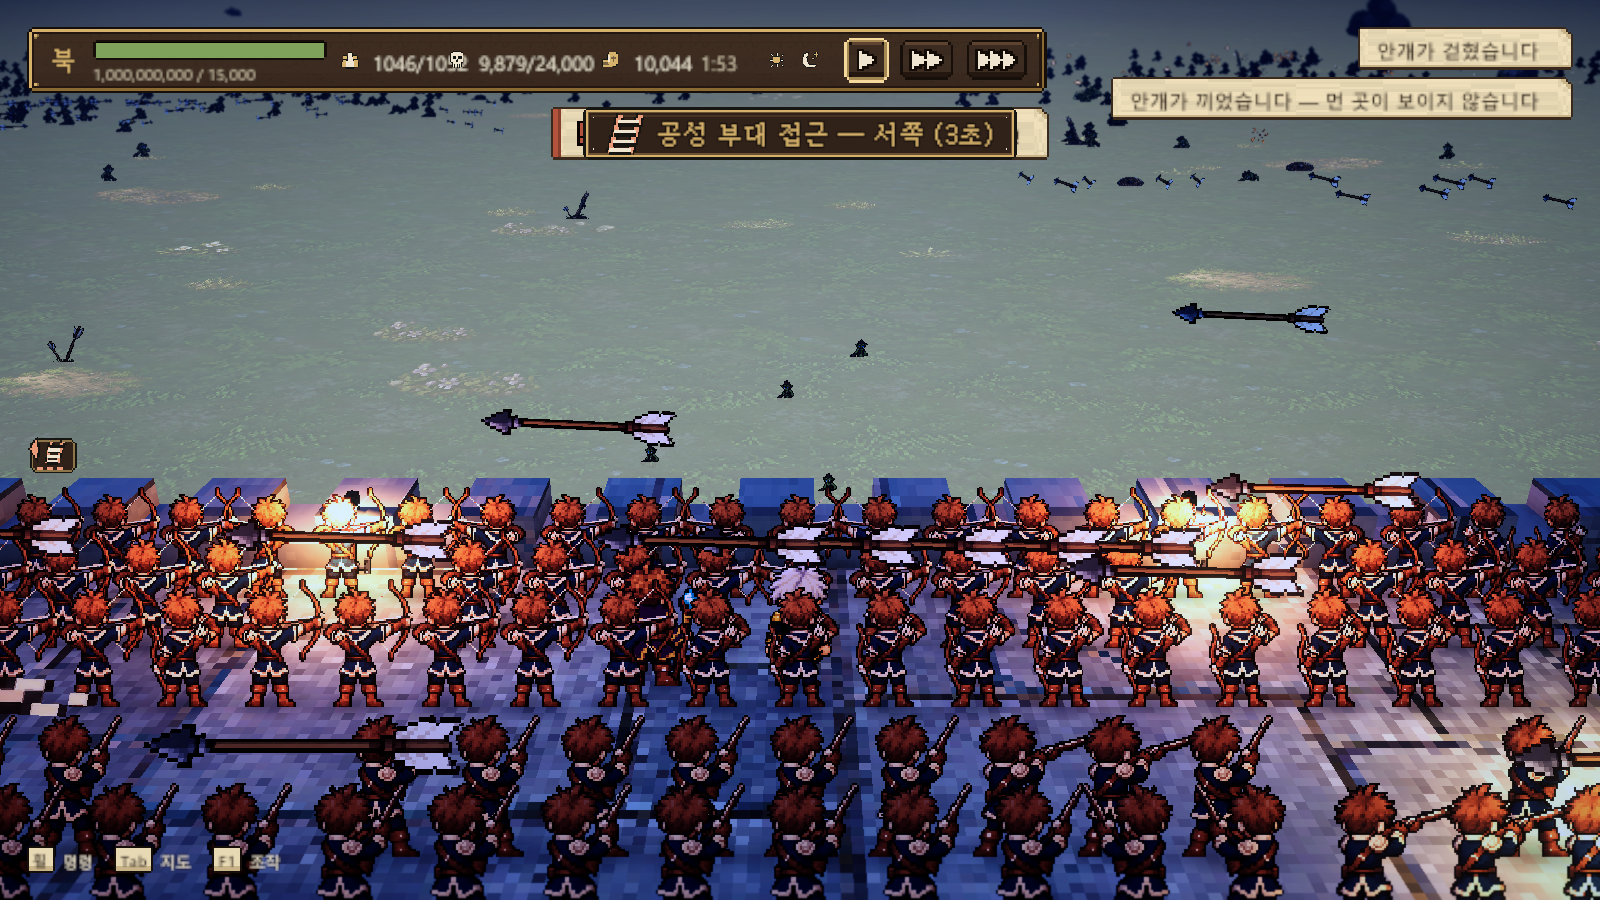 북
1,000,000,000 / 15,000
1046/1052 9,879/24,000 10,044 1:53
안개가 걷혔습니다
안개가 끼었습니다 — 먼 곳이 보이지 않습니다
공성 부대 접근 — 서쪽 (3초)
휠 명령 Tab 지도 F1 조작